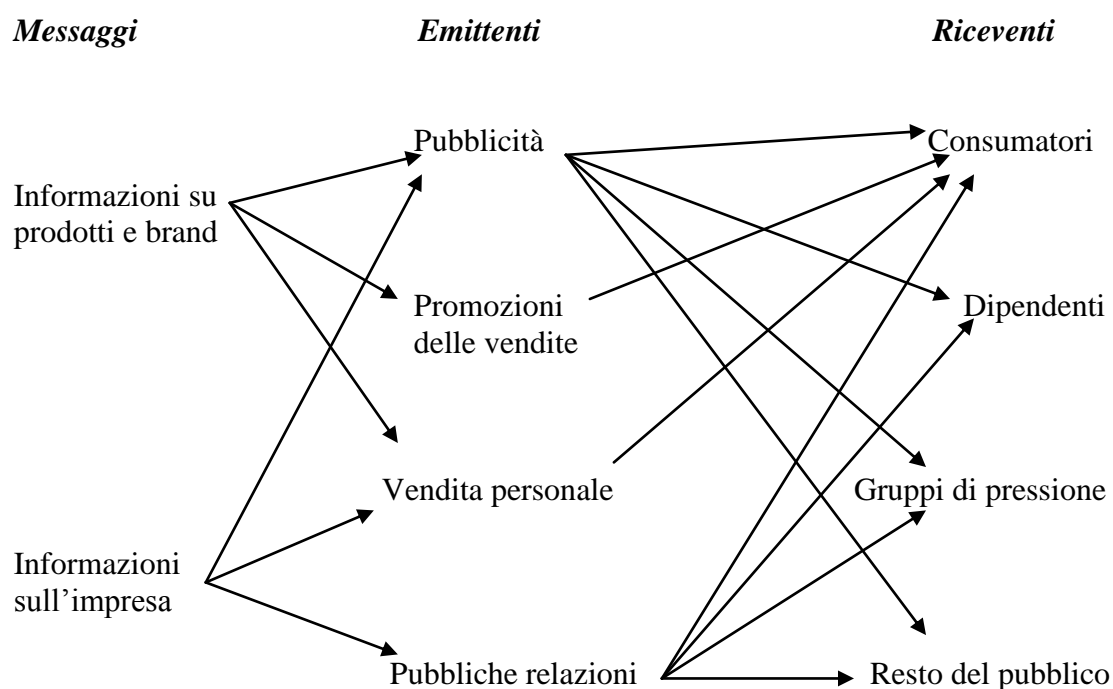 Messaggi Emittenti Riceventi
Pubblicità Consumatori
Informazioni su
prodotti e brand
Promozioni
delle vendite
Dipendenti
Vendita personale Gruppi di pressione
Informazioni
sull’impresa
Pubbliche relazioni Resto del pubblico